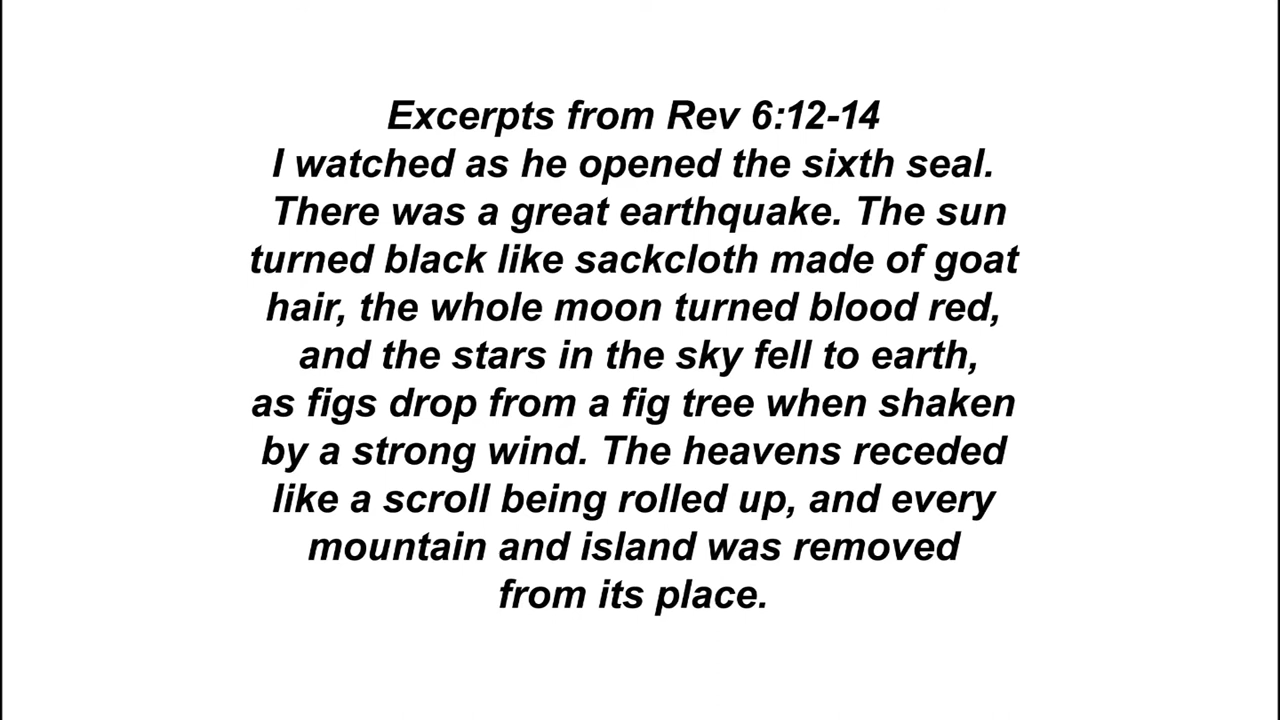 Excerpts from Rev 6:12-14
I watched as he opened the sixth seal.
There was a great earthquake. The sun
turned black like sackcloth made of goat
hair, the whole moon turned blood red,
and the stars in the sky fell to earth,
as figs drop from a fig tree when shaken
by a strong wind. The heavens receded
like a scroll being rolled up, and every
mountain and island was removed
from its place.